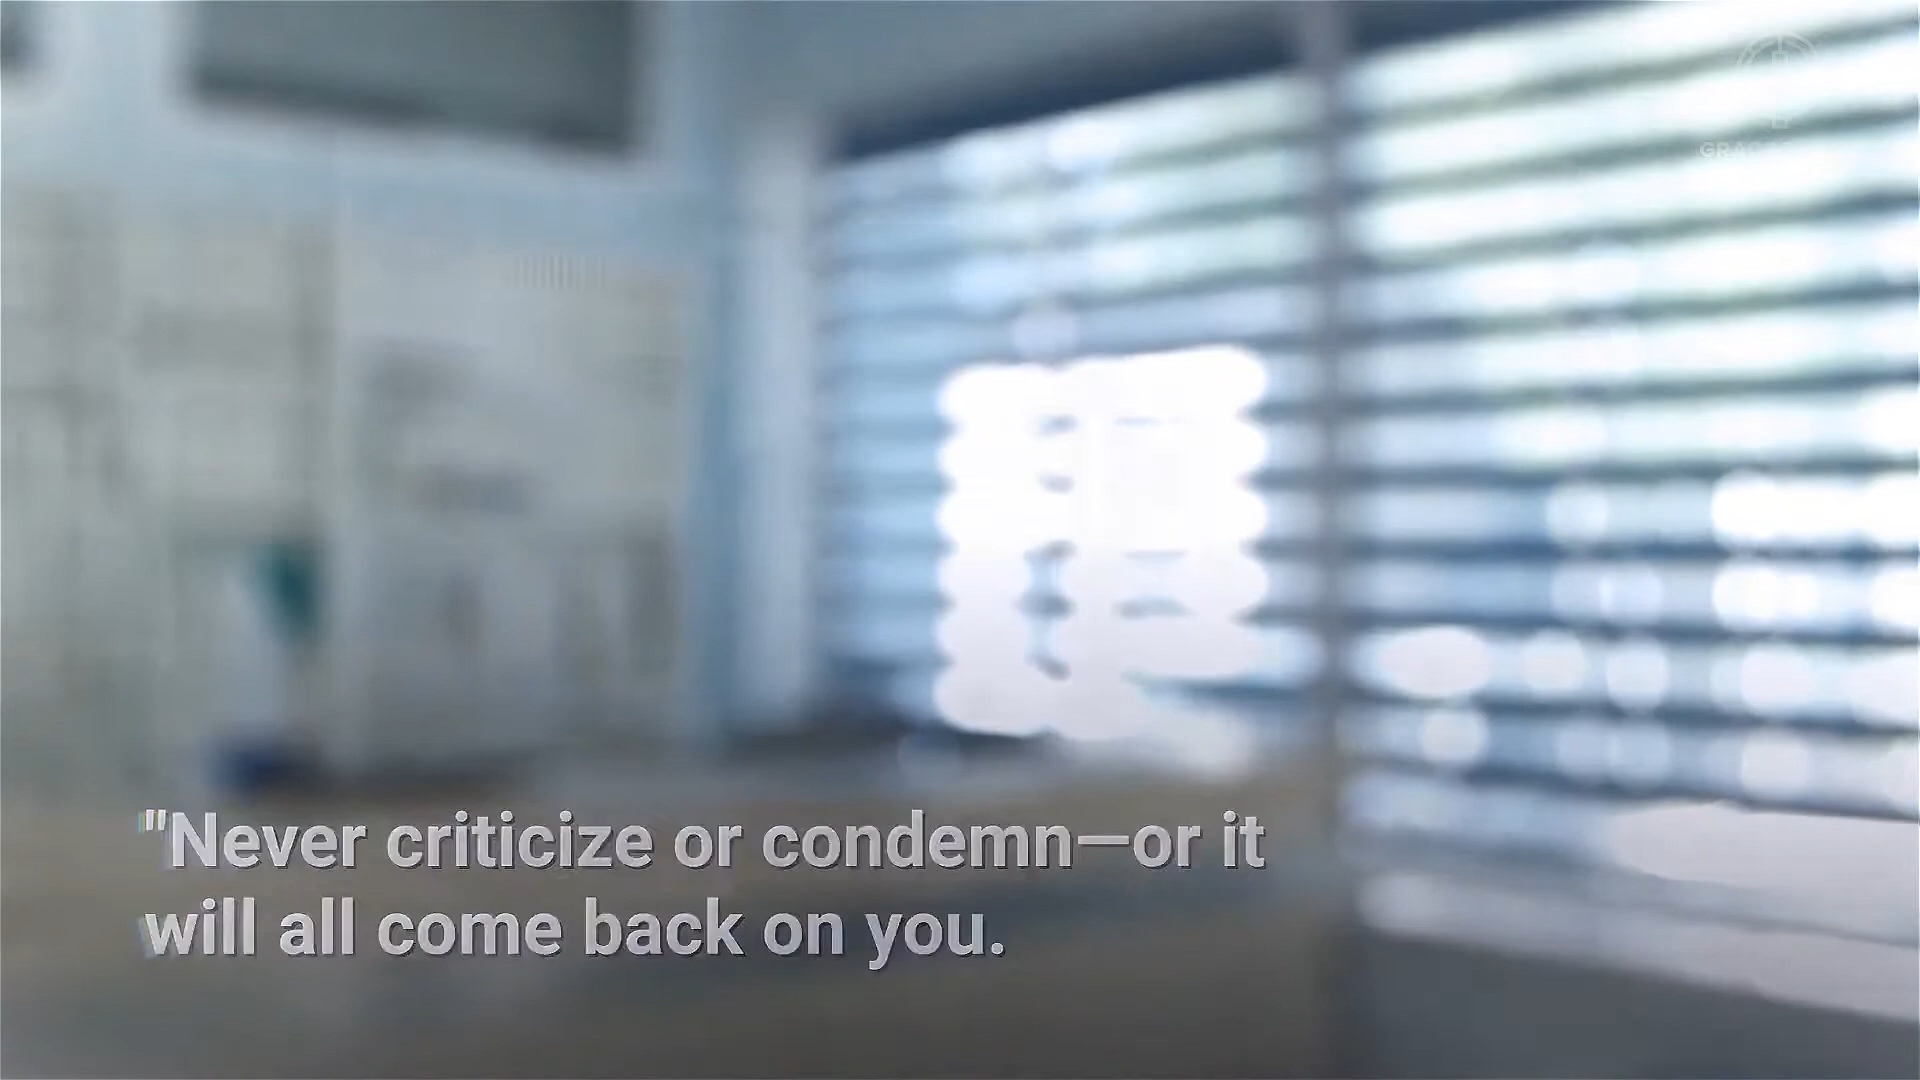 "Never criticize or condemn—or it
will all come back on you.